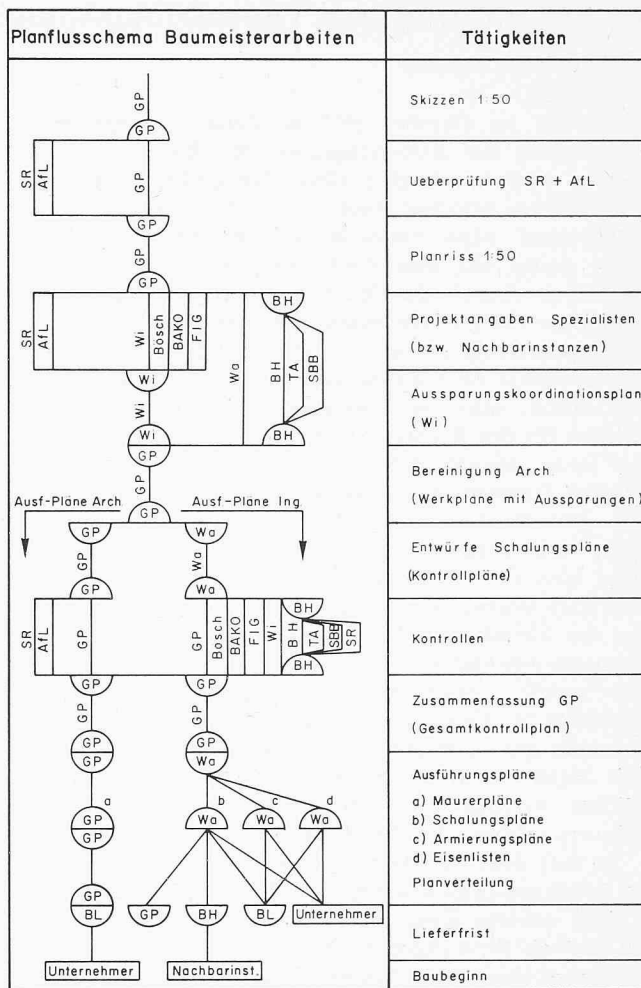 Planflusschema Baumeisterarbeiten
Tätigkeiten
GP
GP
Skizzen 1:50
SR
AfL
GP
Ueberprüfung SR + AfL
GP
GP
GP
Planriss 1:50
SR
AfL
Wi
Bösch
BAKO
FIG
Wa
BH
BH
TA
SBB
Projektangaben Spezialisten
(bzw. Nachbarinstanzen)
Wi
Wi
Wi
GP
BH
Aussparungskoordinationsplan
(Wi)
GP
GP
Bereinigung Arch.
(Werkpläne mit Aussparungen)
Ausf-Pläne Arch
Ausf-Pläne Ing
GP
Wa
GP
Wa
GP
Wa
Entwürfe Schalungspläne
(Kontrollpläne)
SR
AfL
GP
GP
Bösch
BAKO
FIG
Wi
BH
BH
TA
SBB
SR
BH
Kontrollen
GP
GP
GP
GP
Zusammenfassung GP
(Gesamtkontrollplan)
GP
GP
GP
Wa
Ausführungspläne
a) Maurerpläne
b) Schalungspläne
c) Armierungspläne
d) Eisenlisten
Planverteilung
a
b
c
d
GP
GP
Wa
Wa
Wa
GP
BL
GP
BH
BL
Unternehmer
Lieferfrist
Unternehmer
Nachbarinst.
Baubeginn